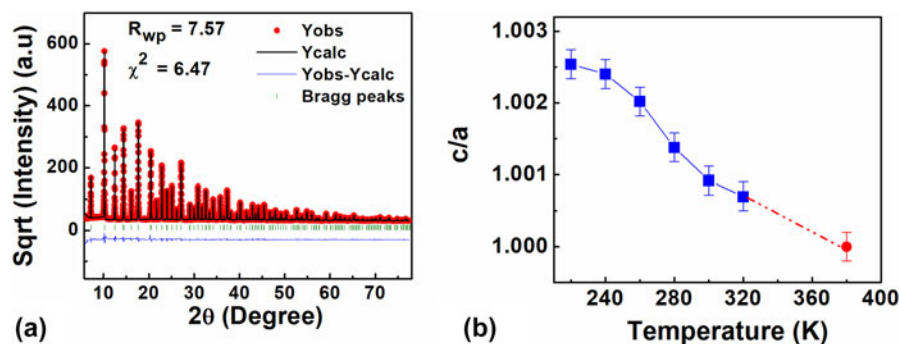 R_wp = 7.57
χ² = 6.47
Yobs
Ycalc
Yobs-Ycalc
Bragg peaks
600
400
200
0
Sqrt (Intensity) (a.u)
10 20 30 40 50 60 70
2θ (Degree)
(a)
1.003
1.002
1.001
1.000
c/a
240 280 320 360 400
Temperature (K)
(b)